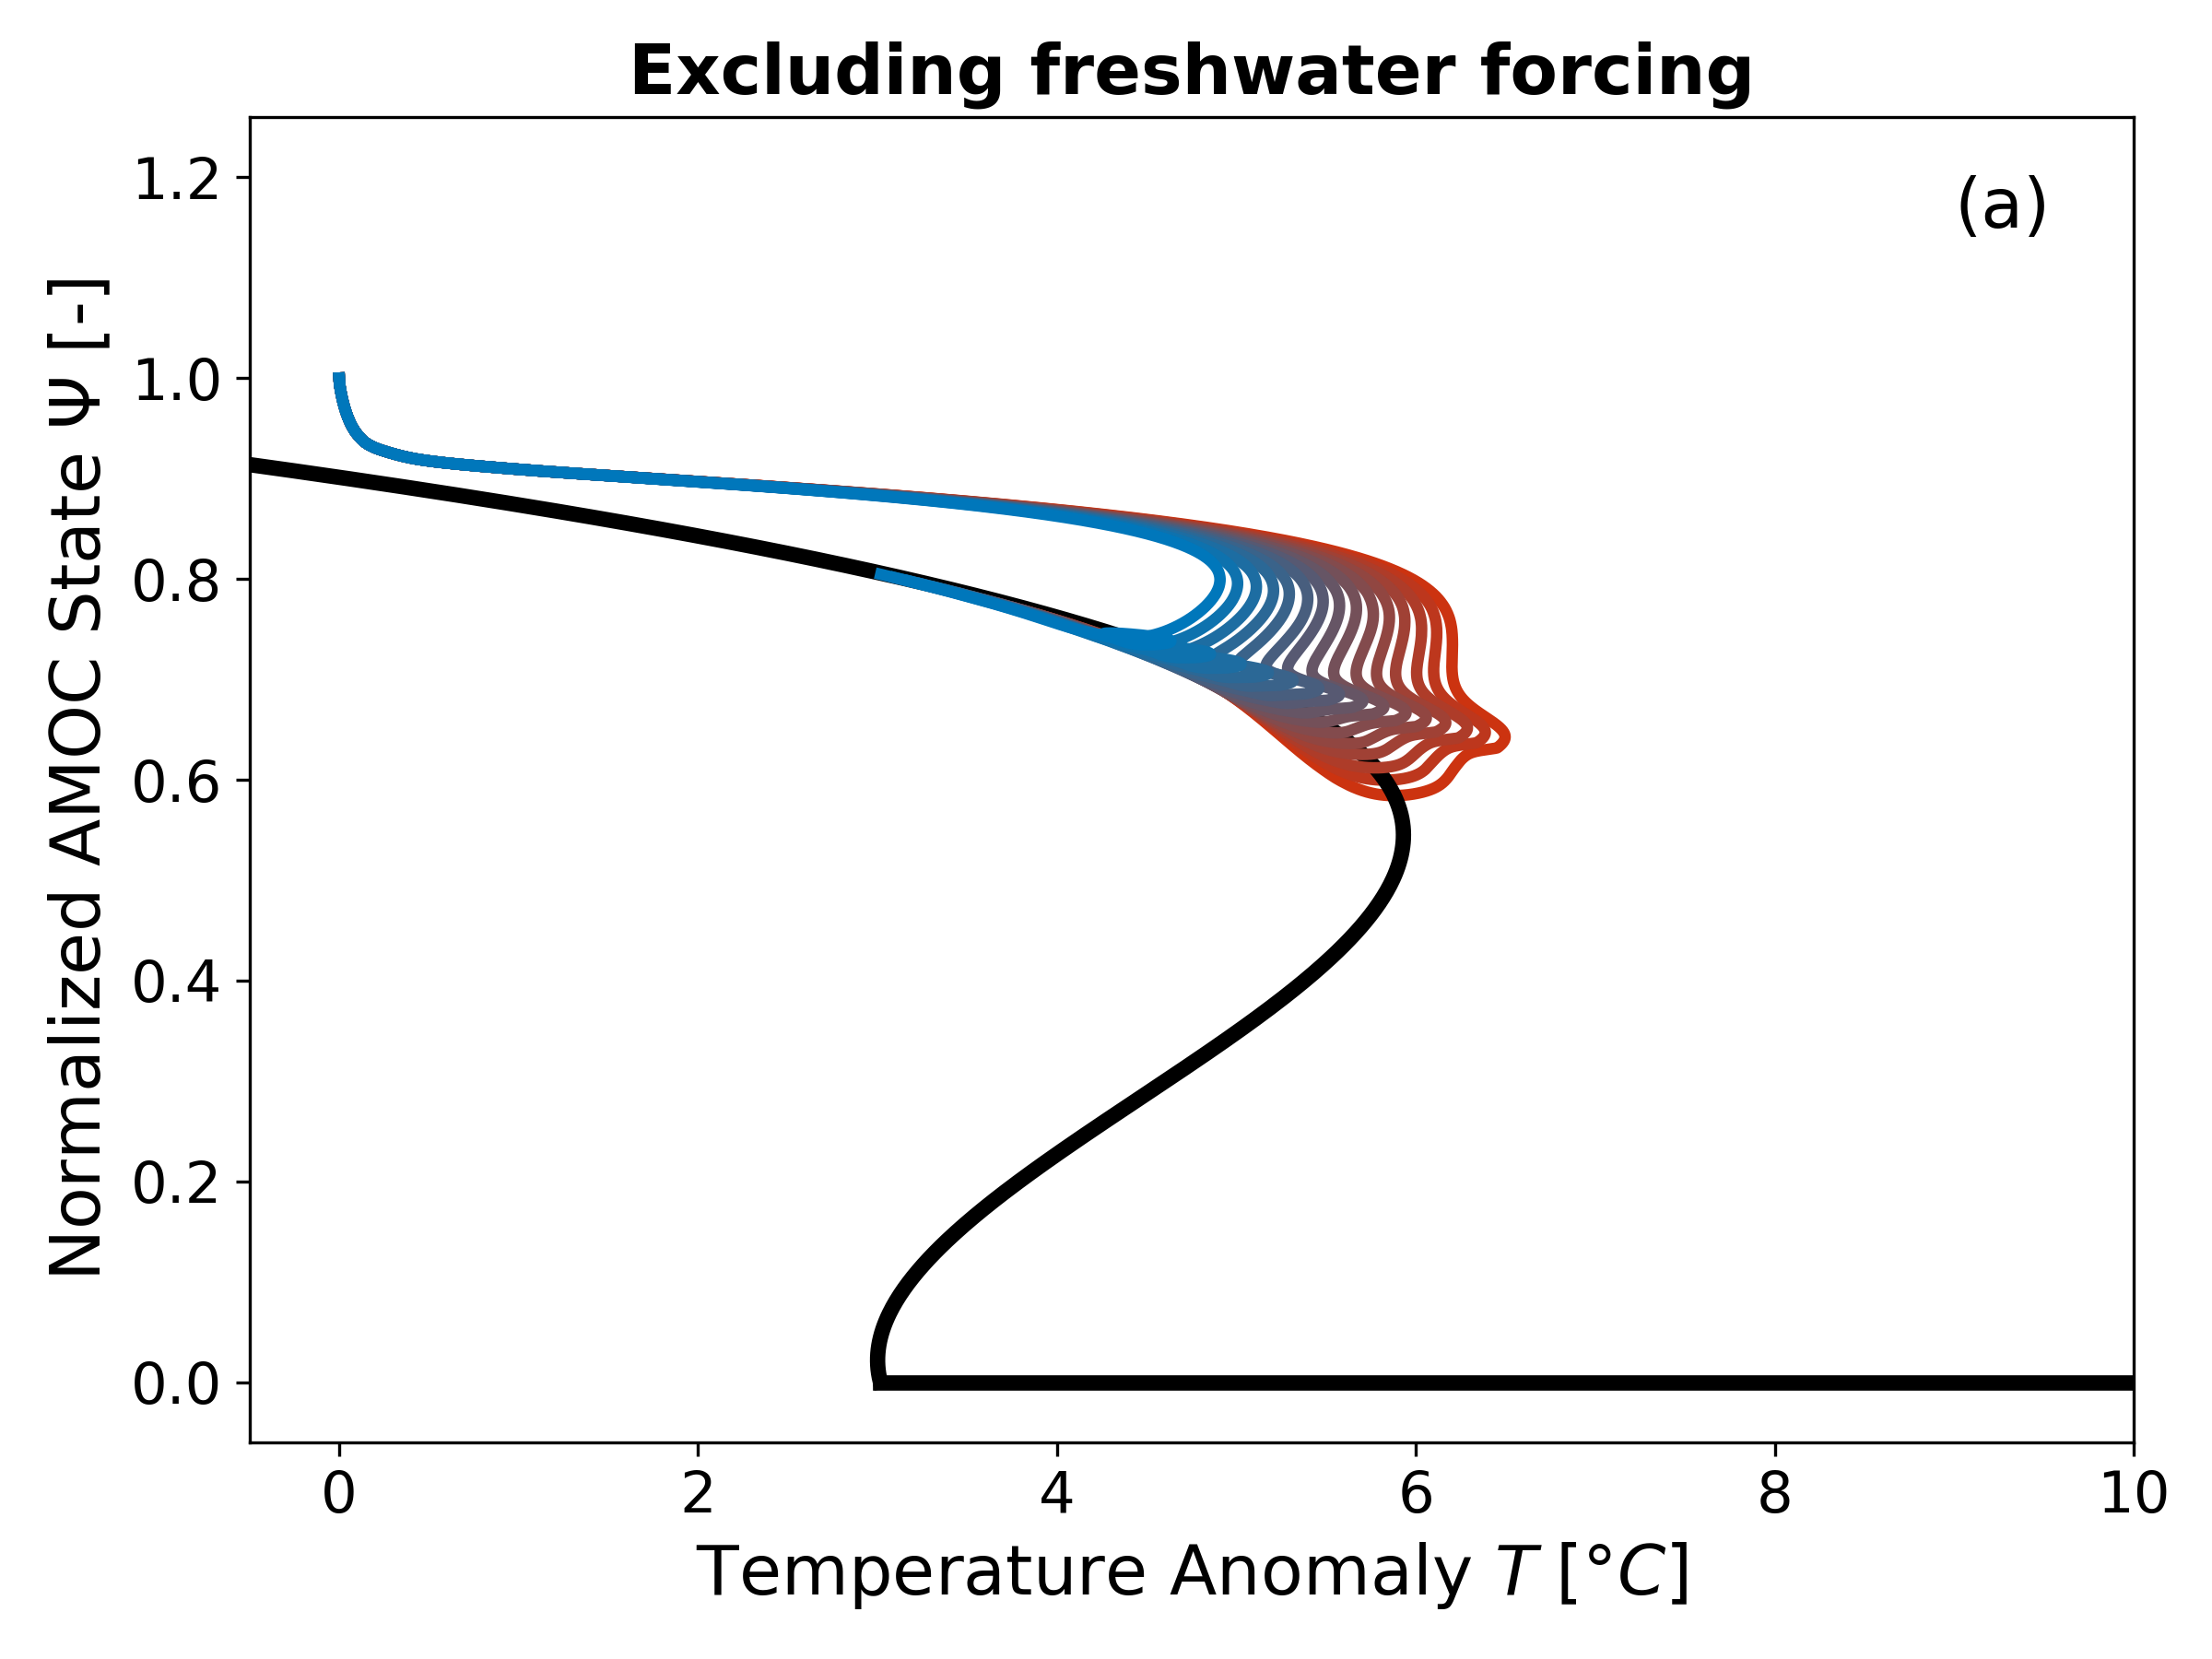 Excluding freshwater forcing
(a)
Normalized AMOC State Ψ [-]
1.2
1.0
0.8
0.6
0.4
0.2
0.0
0 2 4 6 8 10
Temperature Anomaly T [°C]